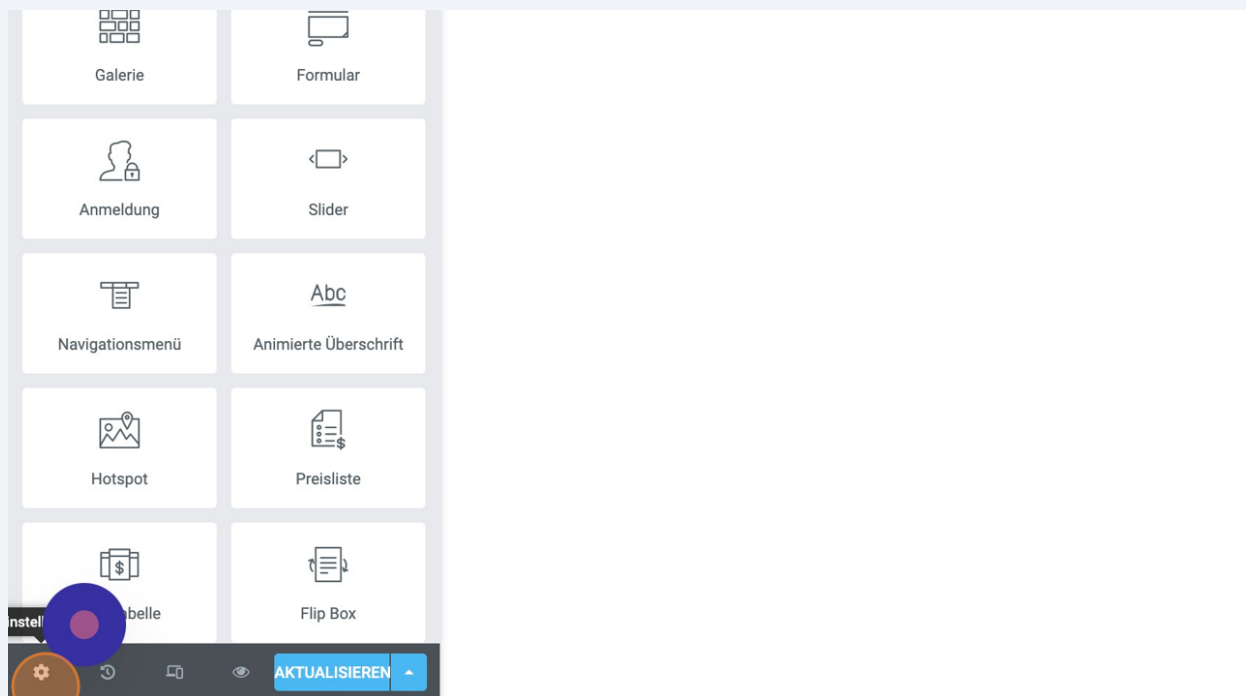 Galerie
Formular
Anmeldung
Slider
Navigationsmenü
Abc
Animierte Überschrift
Hotspot
Preisliste
Flip Box
AKTUALISIEREN